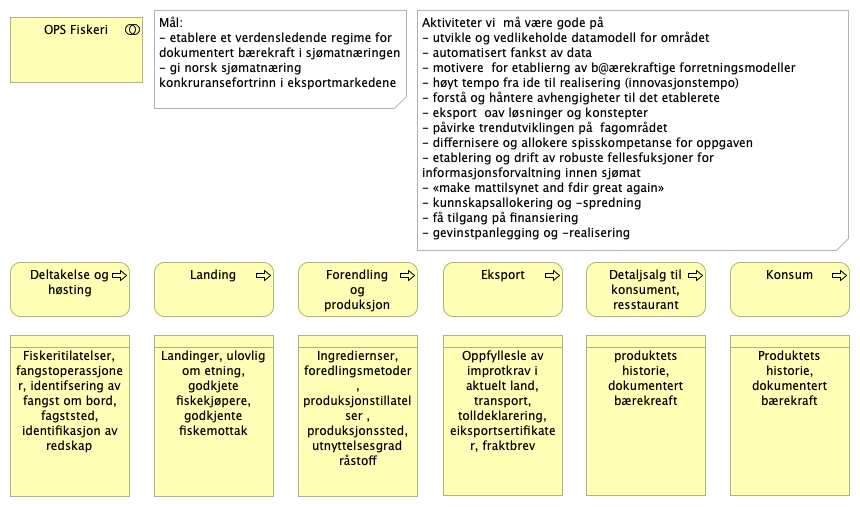 OPS Fiskeri
Mål:
- etablere et verdensledende regime for
dokumentert bærekraft i sjømatnæringen
- gi norsk sjømatnæring
konkuransefortrinn i eksportmarkedene
Aktiviteter vi  må være gode på
- utvikle og vedlikeholde datamodell for området
- automatisert fankst av data
- motivere  for etablierng av b@ærekraftige forretningsmodeller
- høyt tempo fra ide til realisering (innovasjonstempo)
- forstå og håntere avhengigheter til det etablerete
- eksport  oav løsninger og konstepter
- påvirke trendutviklingen på  fagområdet
- differnisere og allokere spisskompetanse for oppgaven
- etablering og drift av robuste fellesfuksjoner for
informasjonsforvaltning innen sjømat
- «make mattilsynet and fdir great again»
- kunnskapsallokering og -spredning
- få tilgang på finansiering
- gevinstpanlegging og -realisering
Deltakelse og
høsting
Landing
Forendling
og
produksjon
Eksport
Detaljsalg til
konsument,
resstaurant
Konsum
Fiskeritilatelser,
fangstoperassjone
r, identifsering av
fangst om bord,
fagststed,
identifikasjon av
redskap
Landinger, ulovlig
om etning,
godkjete
fiskekjøpere,
godkjente
fiskemottak
Ingrediernser,
foredlingsmetoder
,
produksjonstillatel
ser ,
produksjonssted,
utnyttelsesgrad
råstoff
Oppfyllesle av
improtkrav i
aktuelt land,
transport,
tolldeklarering,
eiksportsertifikate
r, fraktbrev
produktets
historie,
dokumentert
bærekreaft
Produktets
historie,
dokumentert
bærekraft